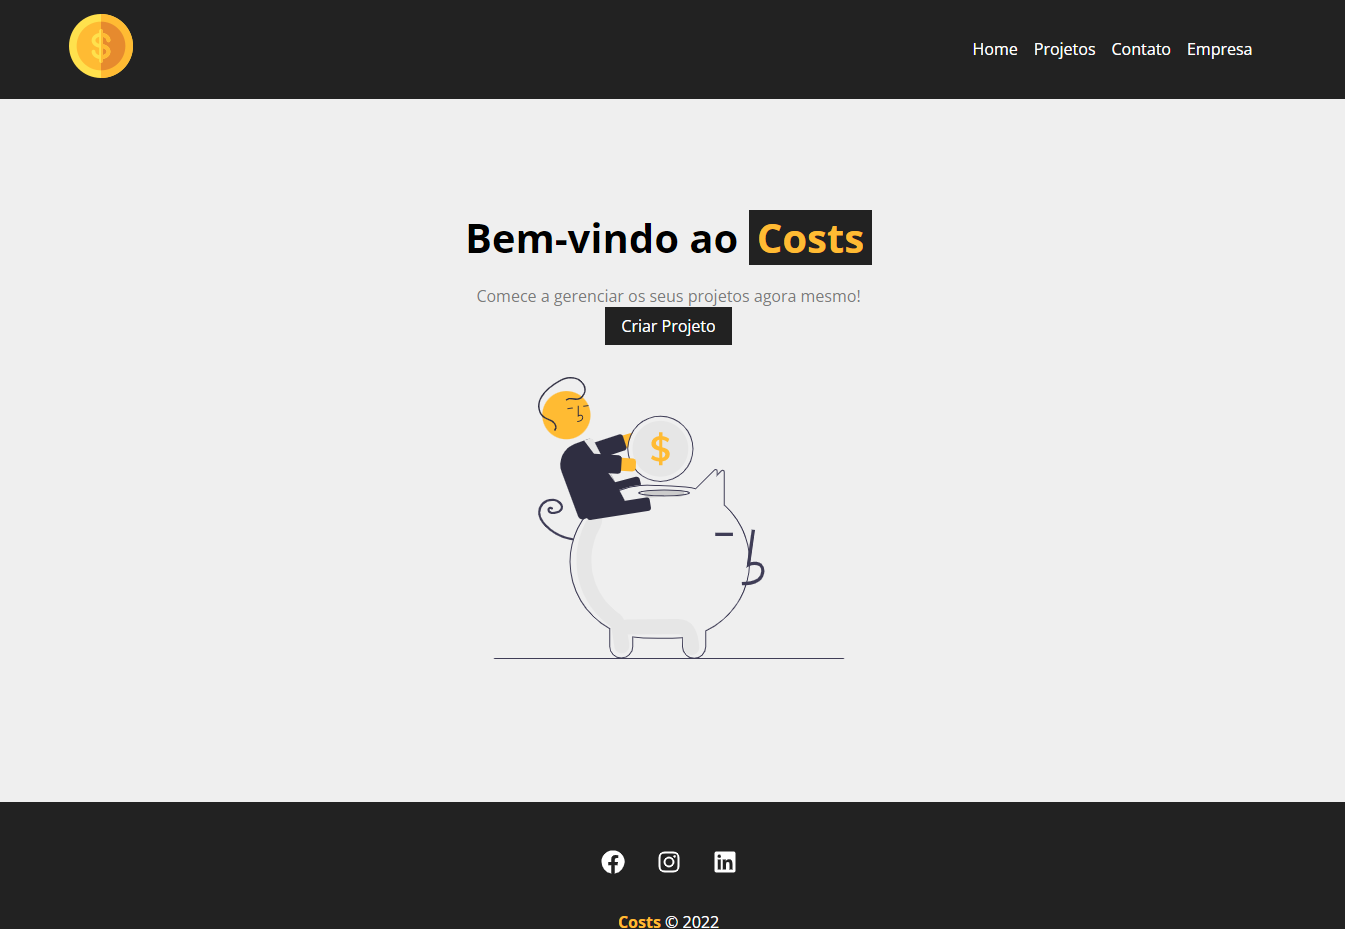 $
Home Projetos Contato Empresa
Bem-vindo ao Costs
Comece a gerenciar os seus projetos agora mesmo!
Criar Projeto
$
Costs © 2022